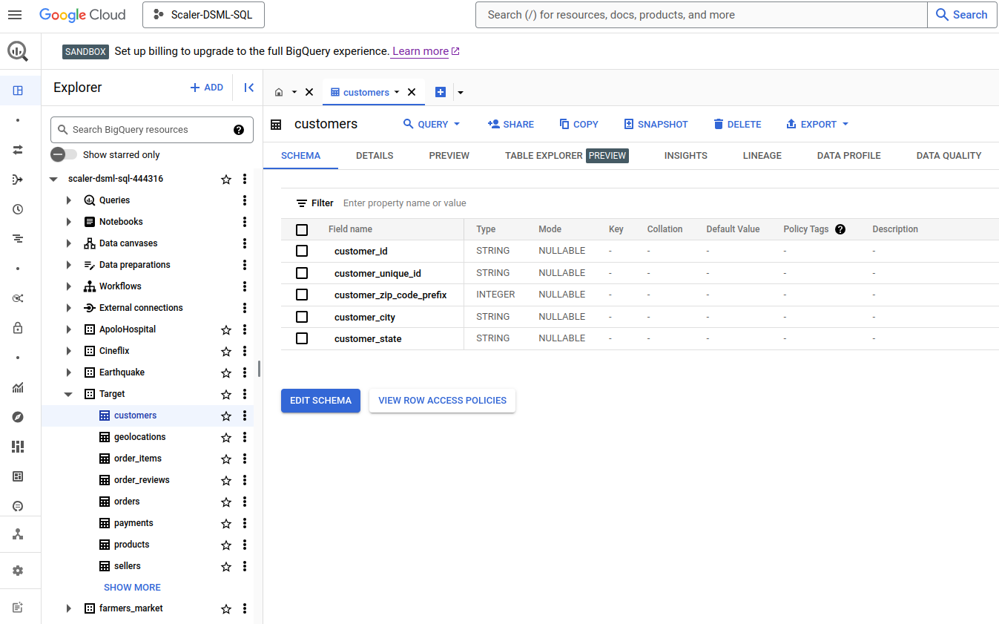 Google Cloud
Scaler-DSML-SQL
Search (/) for resources, docs, products, and more
Search
SANDBOX Set up billing to upgrade to the full BigQuery experience. Learn more
Explorer
ADD
Search BigQuery resources
Show starred only
scaler-dsml-sql-444316
Queries
Notebooks
Data canvases
Data preparations
Workflows
External connections
ApoloHospital
Cineflix
Earthquake
Target
customers
geolocations
order_items
order_reviews
orders
payments
products
sellers
SHOW MORE
farmers_market
customers
customers
QUERY SHARE COPY SNAPSHOT DELETE EXPORT
SCHEMA DETAILS PREVIEW TABLE EXPLORER PREVIEW INSIGHTS LINEAGE DATA PROFILE DATA QUALITY
Filter Enter property name or value
Field name Type Mode Key Collation Default Value Policy Tags ? Description
customer_id STRING NULLABLE - - - - -
customer_unique_id STRING NULLABLE - - - - -
customer_zip_code_prefix INTEGER NULLABLE - - - - -
customer_city STRING NULLABLE - - - - -
customer_state STRING NULLABLE - - - - -
EDIT SCHEMA VIEW ROW ACCESS POLICIES